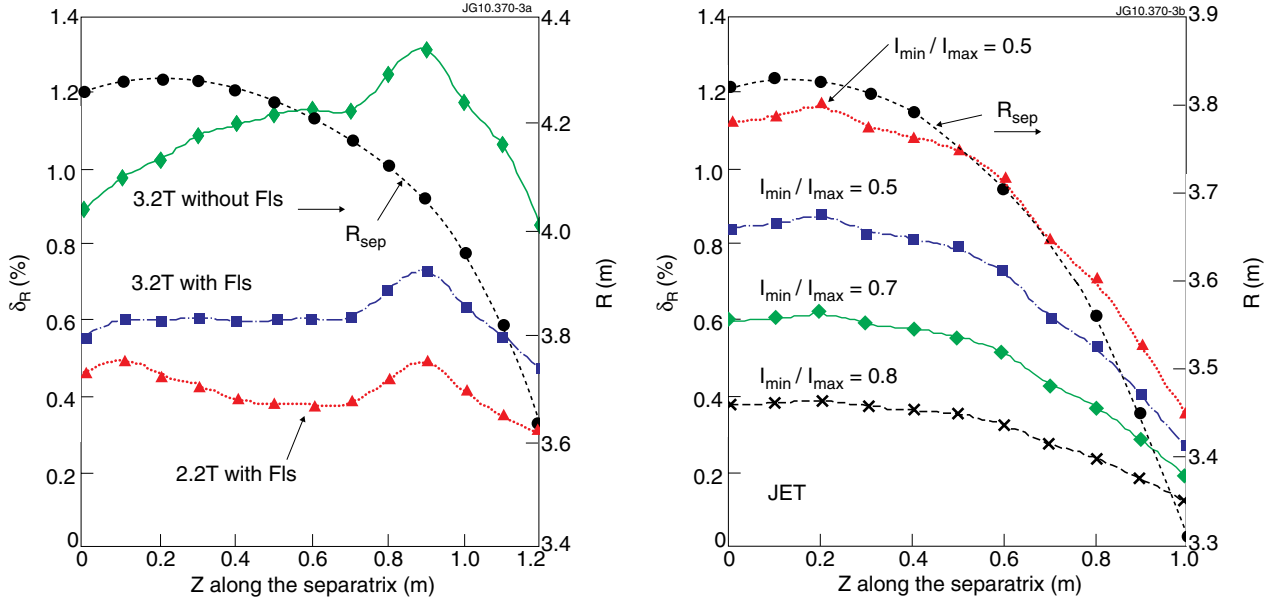 JG10.370-3a
1.4
1.2
1.0
0.8
0.6
0.4
0.2
0
δR (%)
4.4
4.2
4.0
3.8
3.6
3.4
R (m)
3.2T without FIs
Rsep
3.2T with FIs
2.2T with FIs
0 0.2 0.4 0.6 0.8 1.0 1.2
Z along the separatrix (m)
JG10.370-3b
1.4
1.2
1.0
0.8
0.6
0.4
0.2
0
δR (%)
3.9
3.8
3.7
3.6
3.5
3.4
3.3
R (m)
Imin / Imax = 0.5
Rsep
Imin / Imax = 0.5
Imin / Imax = 0.7
Imin / Imax = 0.8
JET
0 0.2 0.4 0.6 0.8 1.0
Z along the separatrix (m)